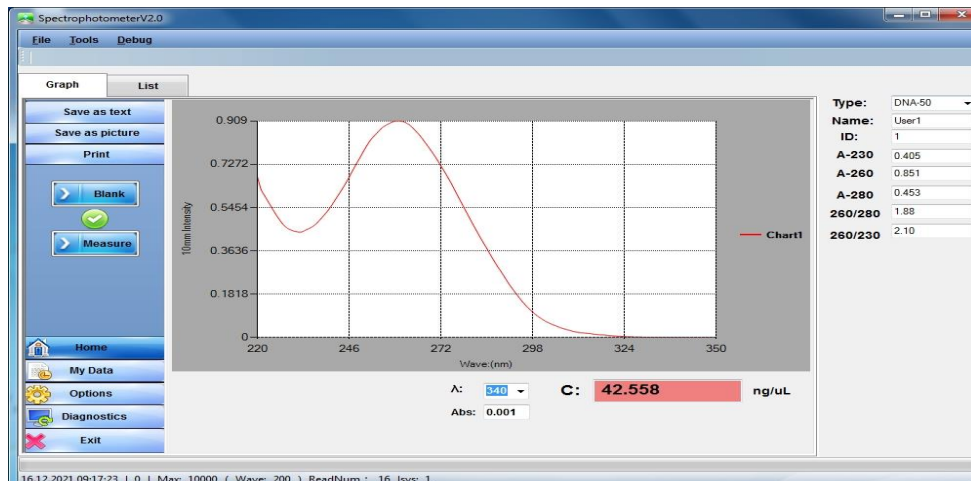 SpectrophotometerV2.0
File Tools Debug
Graph List
Save as text
Save as picture
Print
Blank
Measure
Home
My Data
Options
Diagnostics
Exit
10mm Intensity
0.909
0.7272
0.5454
0.3636
0.1818
0
220 246 272 298 324 350
Wave:(nm)
Chart1
Λ: 340
Abs: 0.001
C: 42.558 ng/uL
Type: DNA-50
Name: User1
ID: 1
A-230 0.405
A-260 0.851
A-280 0.453
260/280 1.88
260/230 2.10
16.12.2021 09:17:23 | 0 | Max: 10000 ( Wave: 200 ) ReadNum : 16 Isys: 1